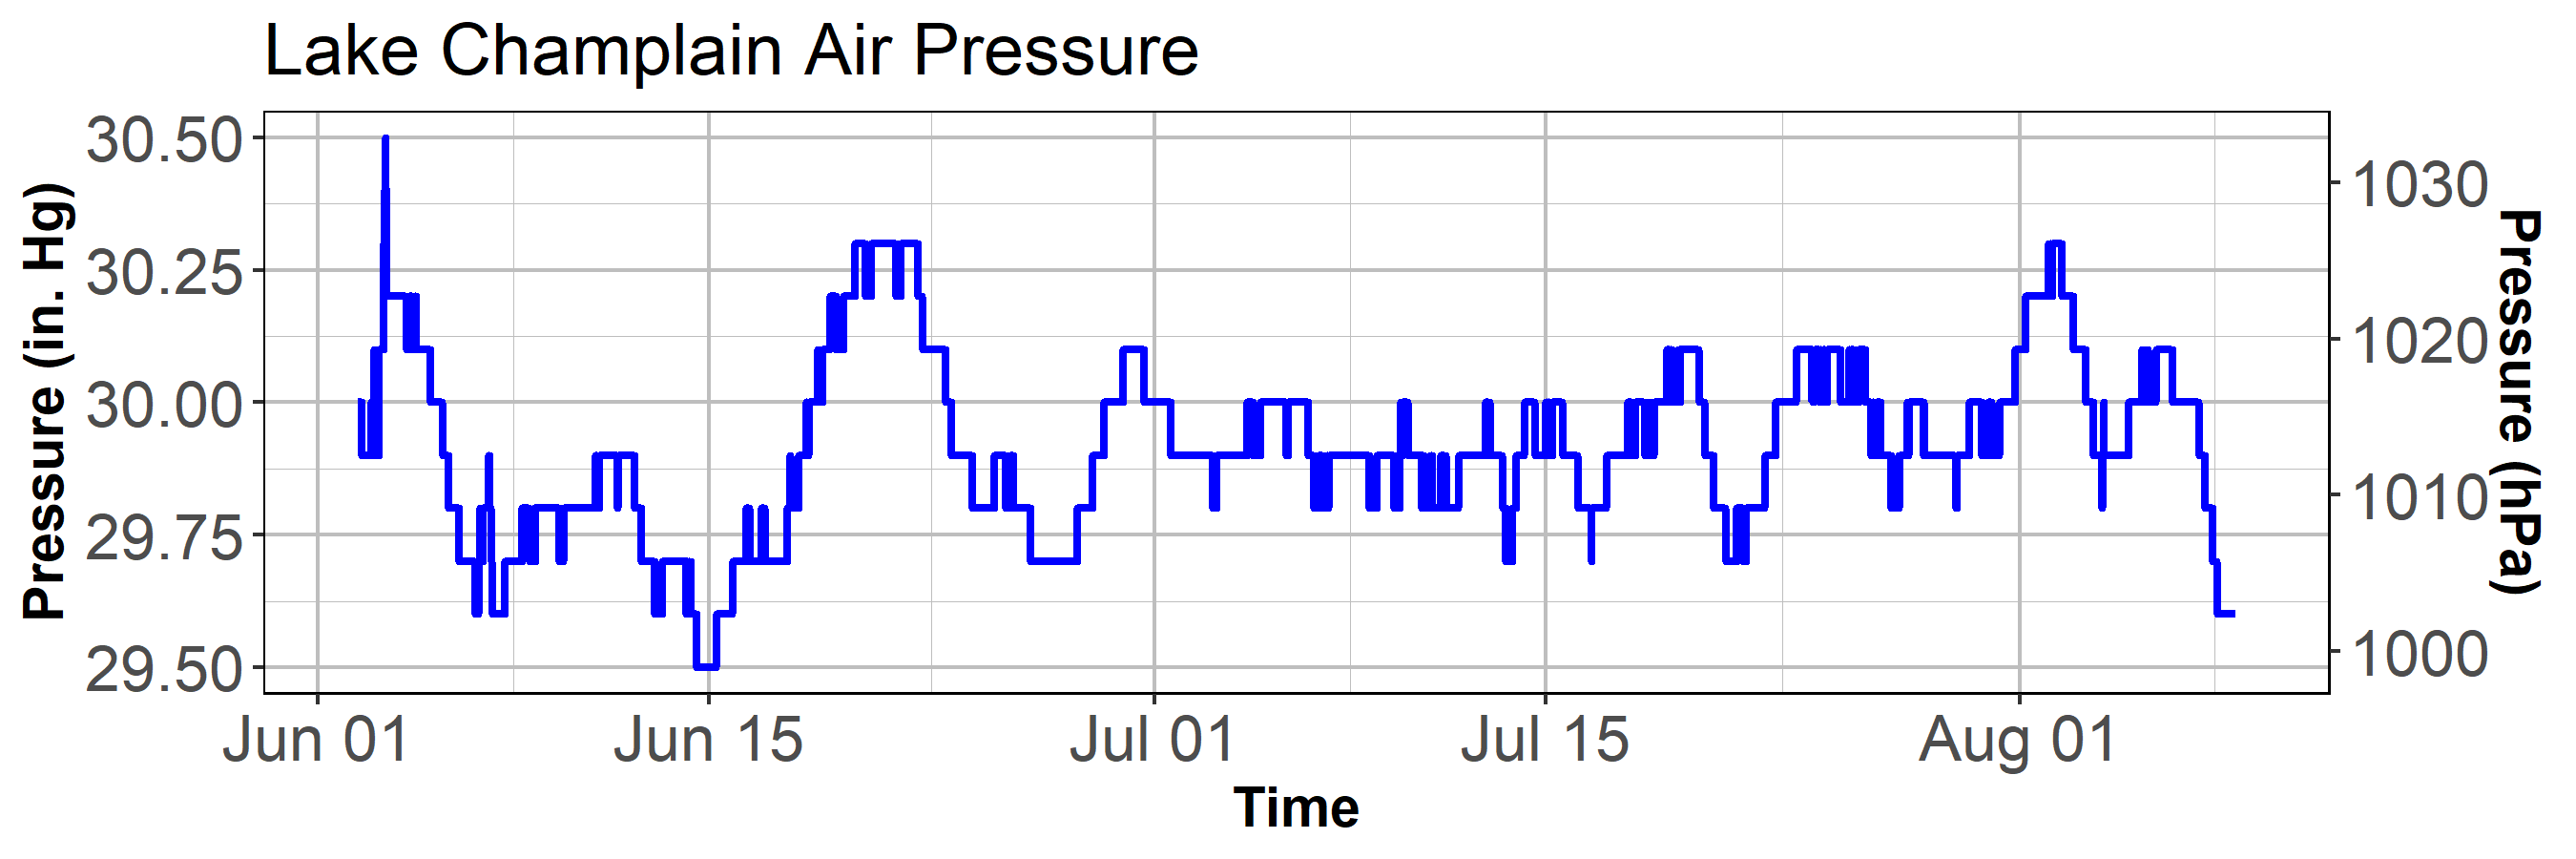 Lake Champlain Air Pressure
Pressure (in. Hg)
30.50
30.25
30.00
29.75
29.50
1030
1020
1010
1000
Pressure (hPa)
Jun 01 Jun 15 Jul 01 Jul 15 Aug 01
Time